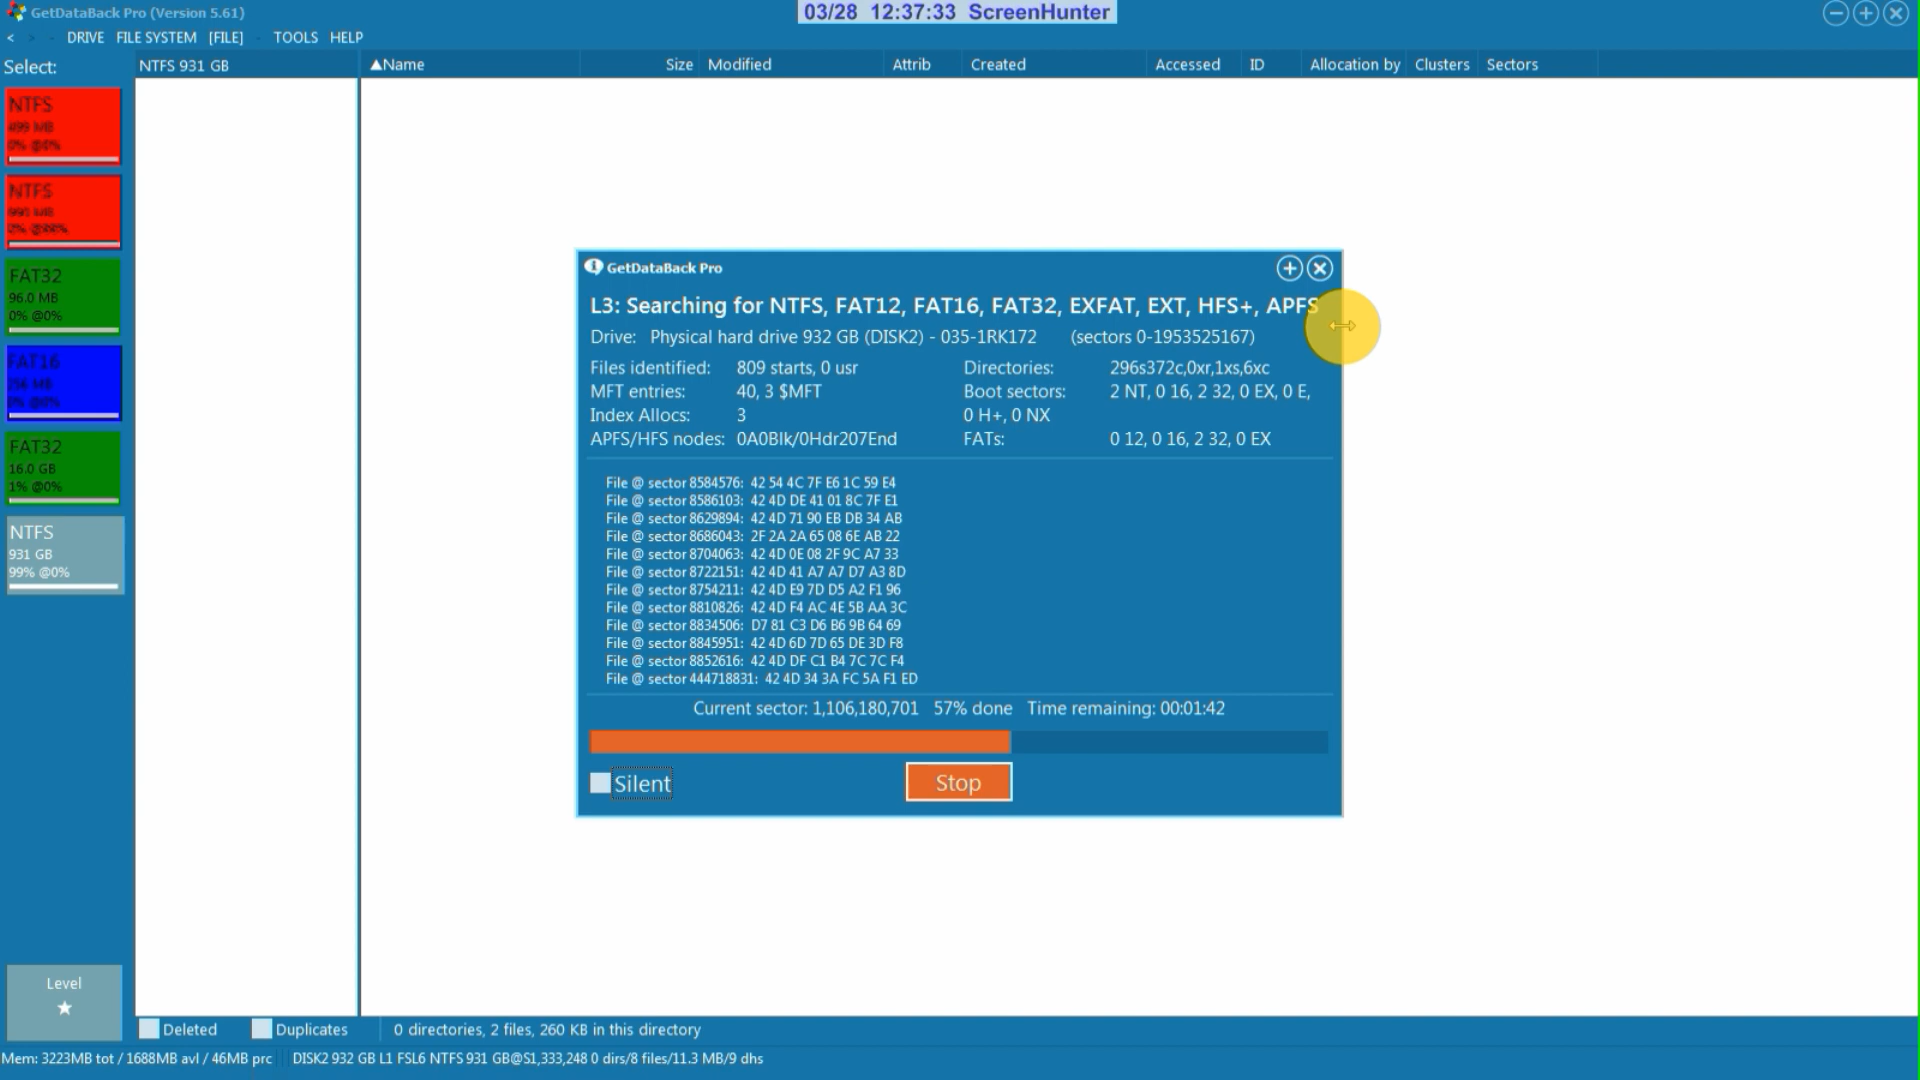 GetDataBack Pro (Version 5.61)
03/28 12:37:33 ScreenHunter
< > - DRIVE FILE SYSTEM [FILE] - TOOLS HELP
Select:
NTFS 931 GB
▲Name Size Modified Attrib Created Accessed ID Allocation by Clusters Sectors
NTFS
499 MB
0% @0%
NTFS
990 MB
0% @99%
FAT32
96.0 MB
0% @0%
FAT16
256 MB
0% @0%
FAT32
16.0 GB
1% @0%
NTFS
931 GB
99% @0%
GetDataBack Pro
L3: Searching for NTFS, FAT12, FAT16, FAT32, EXFAT, EXT, HFS+, APFS
Drive: Physical hard drive 932 GB (DISK2) - 035-1RK172 (sectors 0-1953525167)
Files identified: 809 starts, 0 usr Directories: 296s372c,0xr,1xs,6xc
MFT entries: 40, 3 $MFT Boot sectors: 2 NT, 0 16, 2 32, 0 EX, 0 E,
Index Allocs: 3 0 H+, 0 NX
APFS/HFS nodes: 0A0Blk/0Hdr207End FATs: 0 12, 0 16, 2 32, 0 EX
File @ sector 8584576: 42 54 4C 7F E6 1C 59 E4
File @ sector 8586103: 42 4D DE 41 01 8C 7F E1
File @ sector 8629894: 42 4D 71 90 EB DB 34 AB
File @ sector 8686043: 2F 2A 2A 65 08 6E AB 22
File @ sector 8704063: 42 4D 0E 08 2F 9C A7 33
File @ sector 8722151: 42 4D 41 A7 A7 D7 A3 8D
File @ sector 8754211: 42 4D E9 7D D5 A2 F1 96
File @ sector 8810826: 42 4D F4 AC 4E 5B AA 3C
File @ sector 8834506: D7 81 C3 D6 B6 9B 64 69
File @ sector 8845951: 42 4D 6D 7D 65 DE 3D F8
File @ sector 8852616: 42 4D DF C1 B4 7C 7C F4
File @ sector 444718831: 42 4D 34 3A FC 5A F1 ED
Current sector: 1,106,180,701 57% done Time remaining: 00:01:42
Silent
Stop
Level
★
Deleted Duplicates 0 directories, 2 files, 260 KB in this directory
Mem: 3223MB tot / 1688MB avl / 46MB prc DISK2 932 GB L1 FSL6 NTFS 931 GB@S1,333,248 0 dirs/8 files/11.3 MB/9 dhs